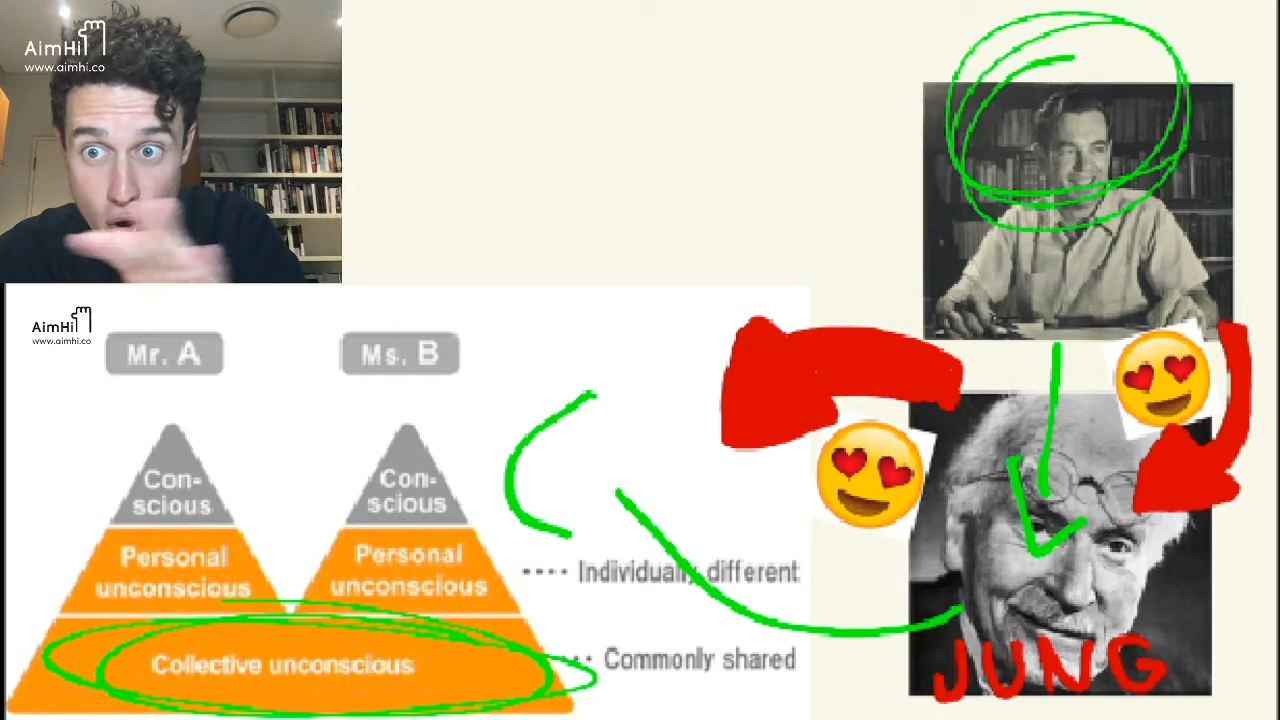 AimHi
www.aimhi.co
AimHi
www.aimhi.co
Mr. A
Ms. B
Con-
scious
Con-
scious
Personal
unconscious
Personal
unconscious
Individually different
Collective unconscious
Commonly shared
JUNG